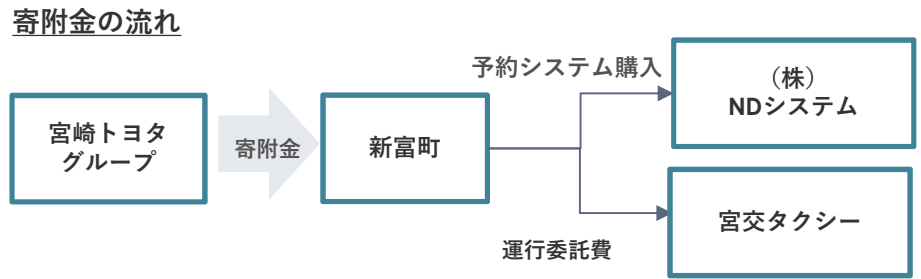 寄附金の流れ
宮崎トヨタ
グループ
寄附金
新富町
予約システム購入
（株）
NDシステム
運行委託費
宮交タクシー